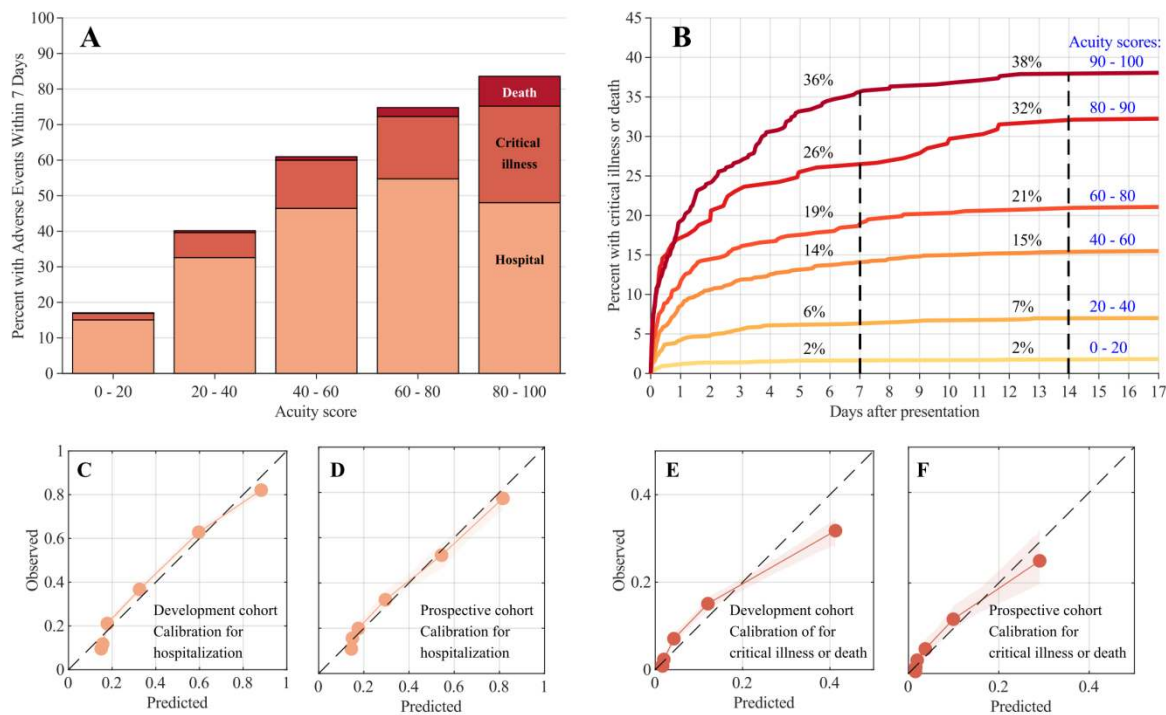 A
Percent with Adverse Events Within 7 Days
100
90
80
70
60
50
40
30
20
10
0
Death
Critical
illness
Hospital
0 - 20
20 - 40
40 - 60
60 - 80
80 - 100
Acuity score
B
Percent with critical illness or death
45
40
35
30
25
20
15
10
5
0
Acuity scores:
90 - 100
80 - 90
60 - 80
40 - 60
20 - 40
0 - 20
36%
38%
26%
32%
19%
21%
14%
15%
6%
7%
2%
2%
0 1 2 3 4 5 6 7 8 9 10 11 12 13 14 15 16 17
Days after presentation
C
Observed
1
0.8
0.6
0.4
0.2
0
Development cohort
Calibration for
hospitalization
0 0.2 0.4 0.6 0.8 1
Predicted
D
Prospective cohort
Calibration for
hospitalization
0 0.2 0.4 0.6 0.8 1
Predicted
E
Observed
0.4
0.2
0
Development cohort
Calibration of for
critical illness or death
0 0.2 0.4
Predicted
F
Prospective cohort
Calibration for
critical illness or death
0 0.2 0.4
Predicted